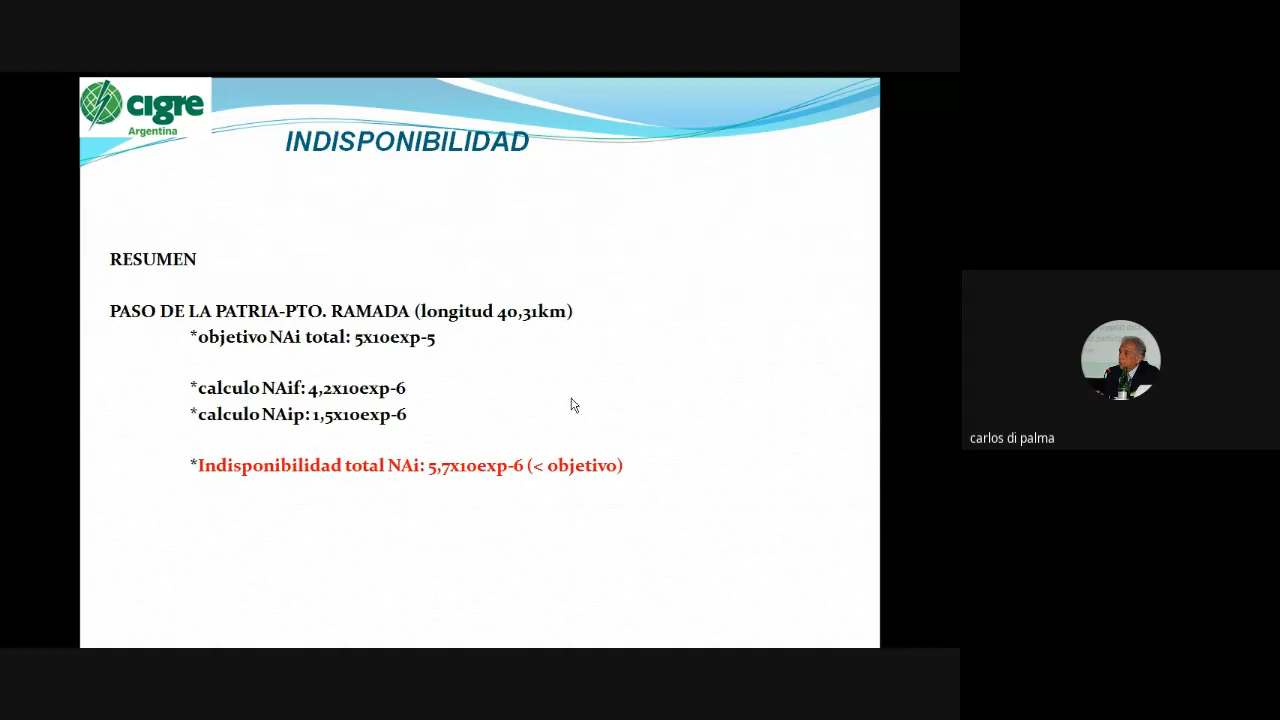 cigre
Argentina
INDISPONIBILIDAD
RESUMEN
PASO DE LA PATRIA-PTO. RAMADA (longitud 40,31km)
*objetivo NAi total: 5x10exp-5
*calculo NAif: 4,2x10exp-6
*calculo NAip: 1,5x10exp-6
*Indisponibilidad total NAi: 5,7x10exp-6 (< objetivo)
carlos di palma